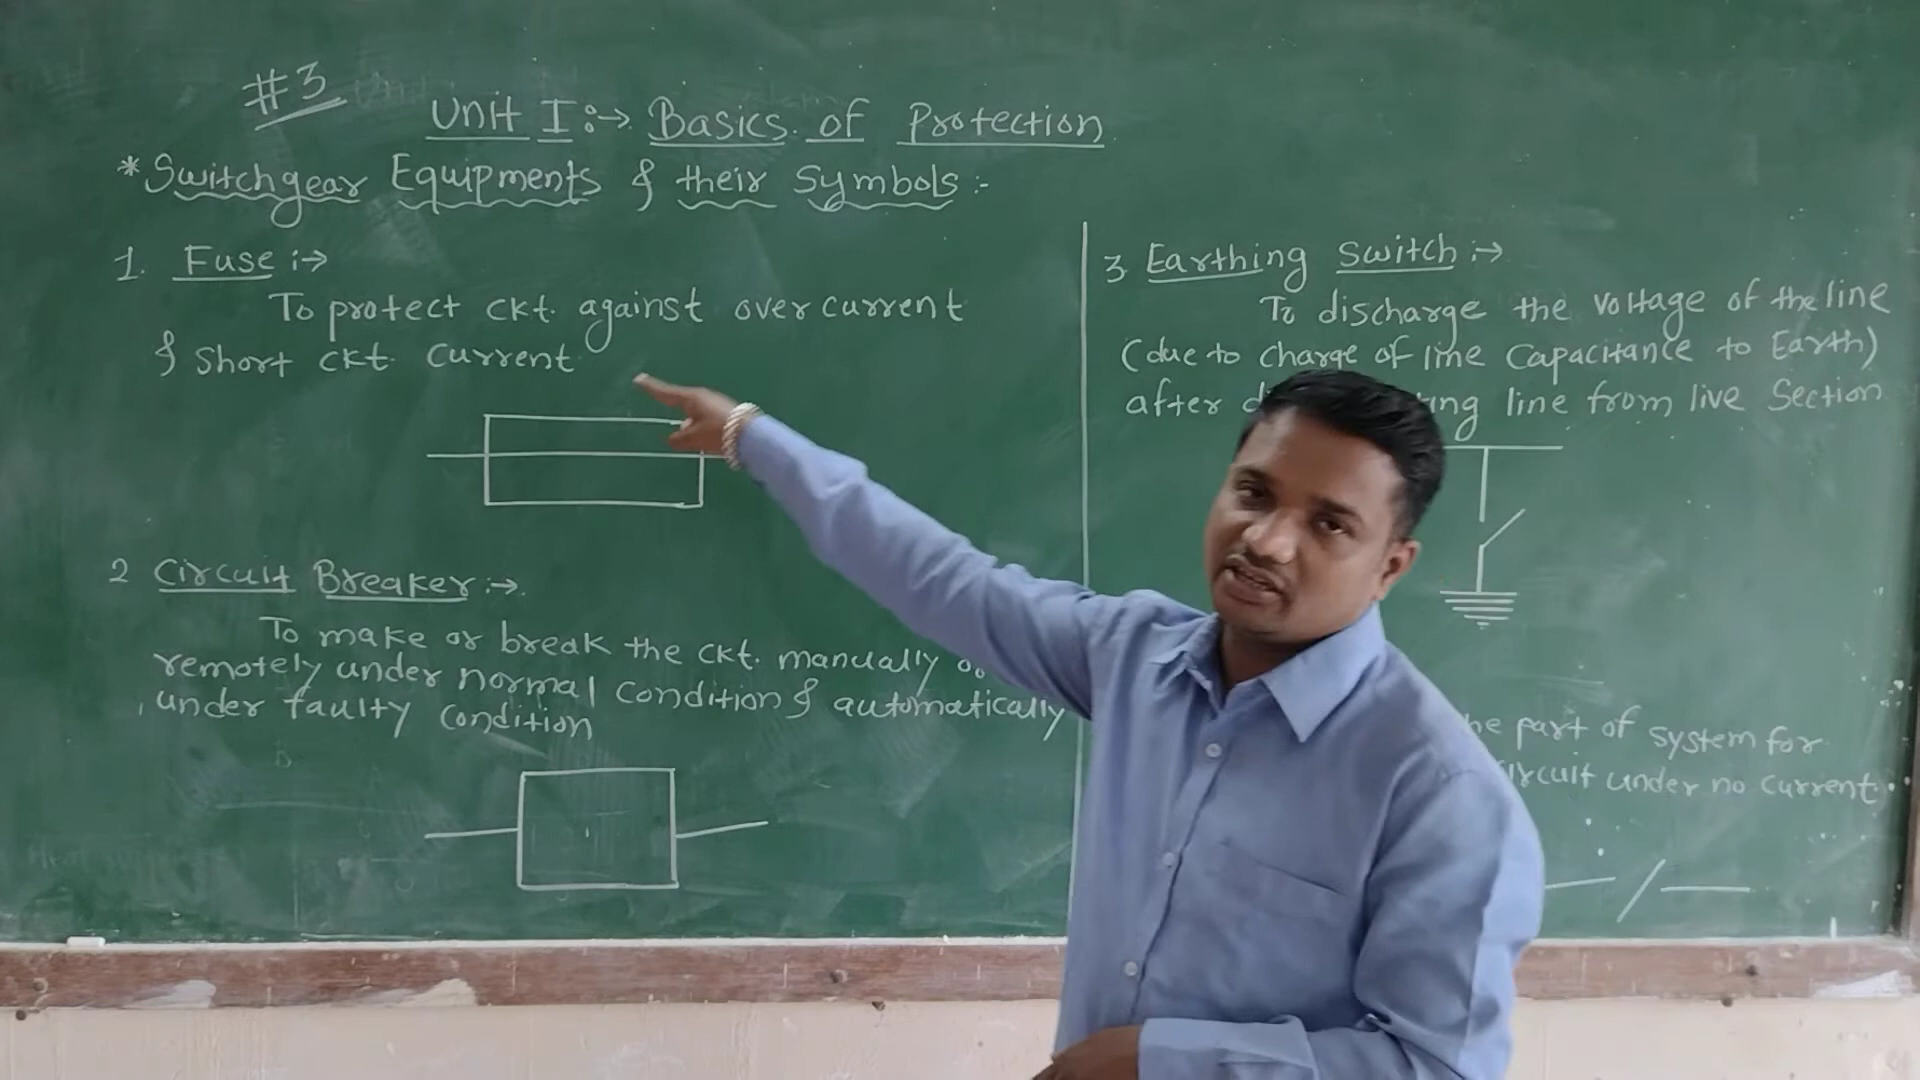 #3
Unit I :→ Basics of Protection
* Switchgear Equipments & their Symbols :-
1. Fuse :→
To protect ckt. against over current
& Short ckt. Current
2 Circuit Breaker :→
To make or break the ckt. manually
remotely under normal condition & automatically
under faulty condition
3 Earthing Switch :→
To discharge the voltage of the line
(due to charge of line Capacitance to Earth)
after line from live Section
part of system for
under no current.